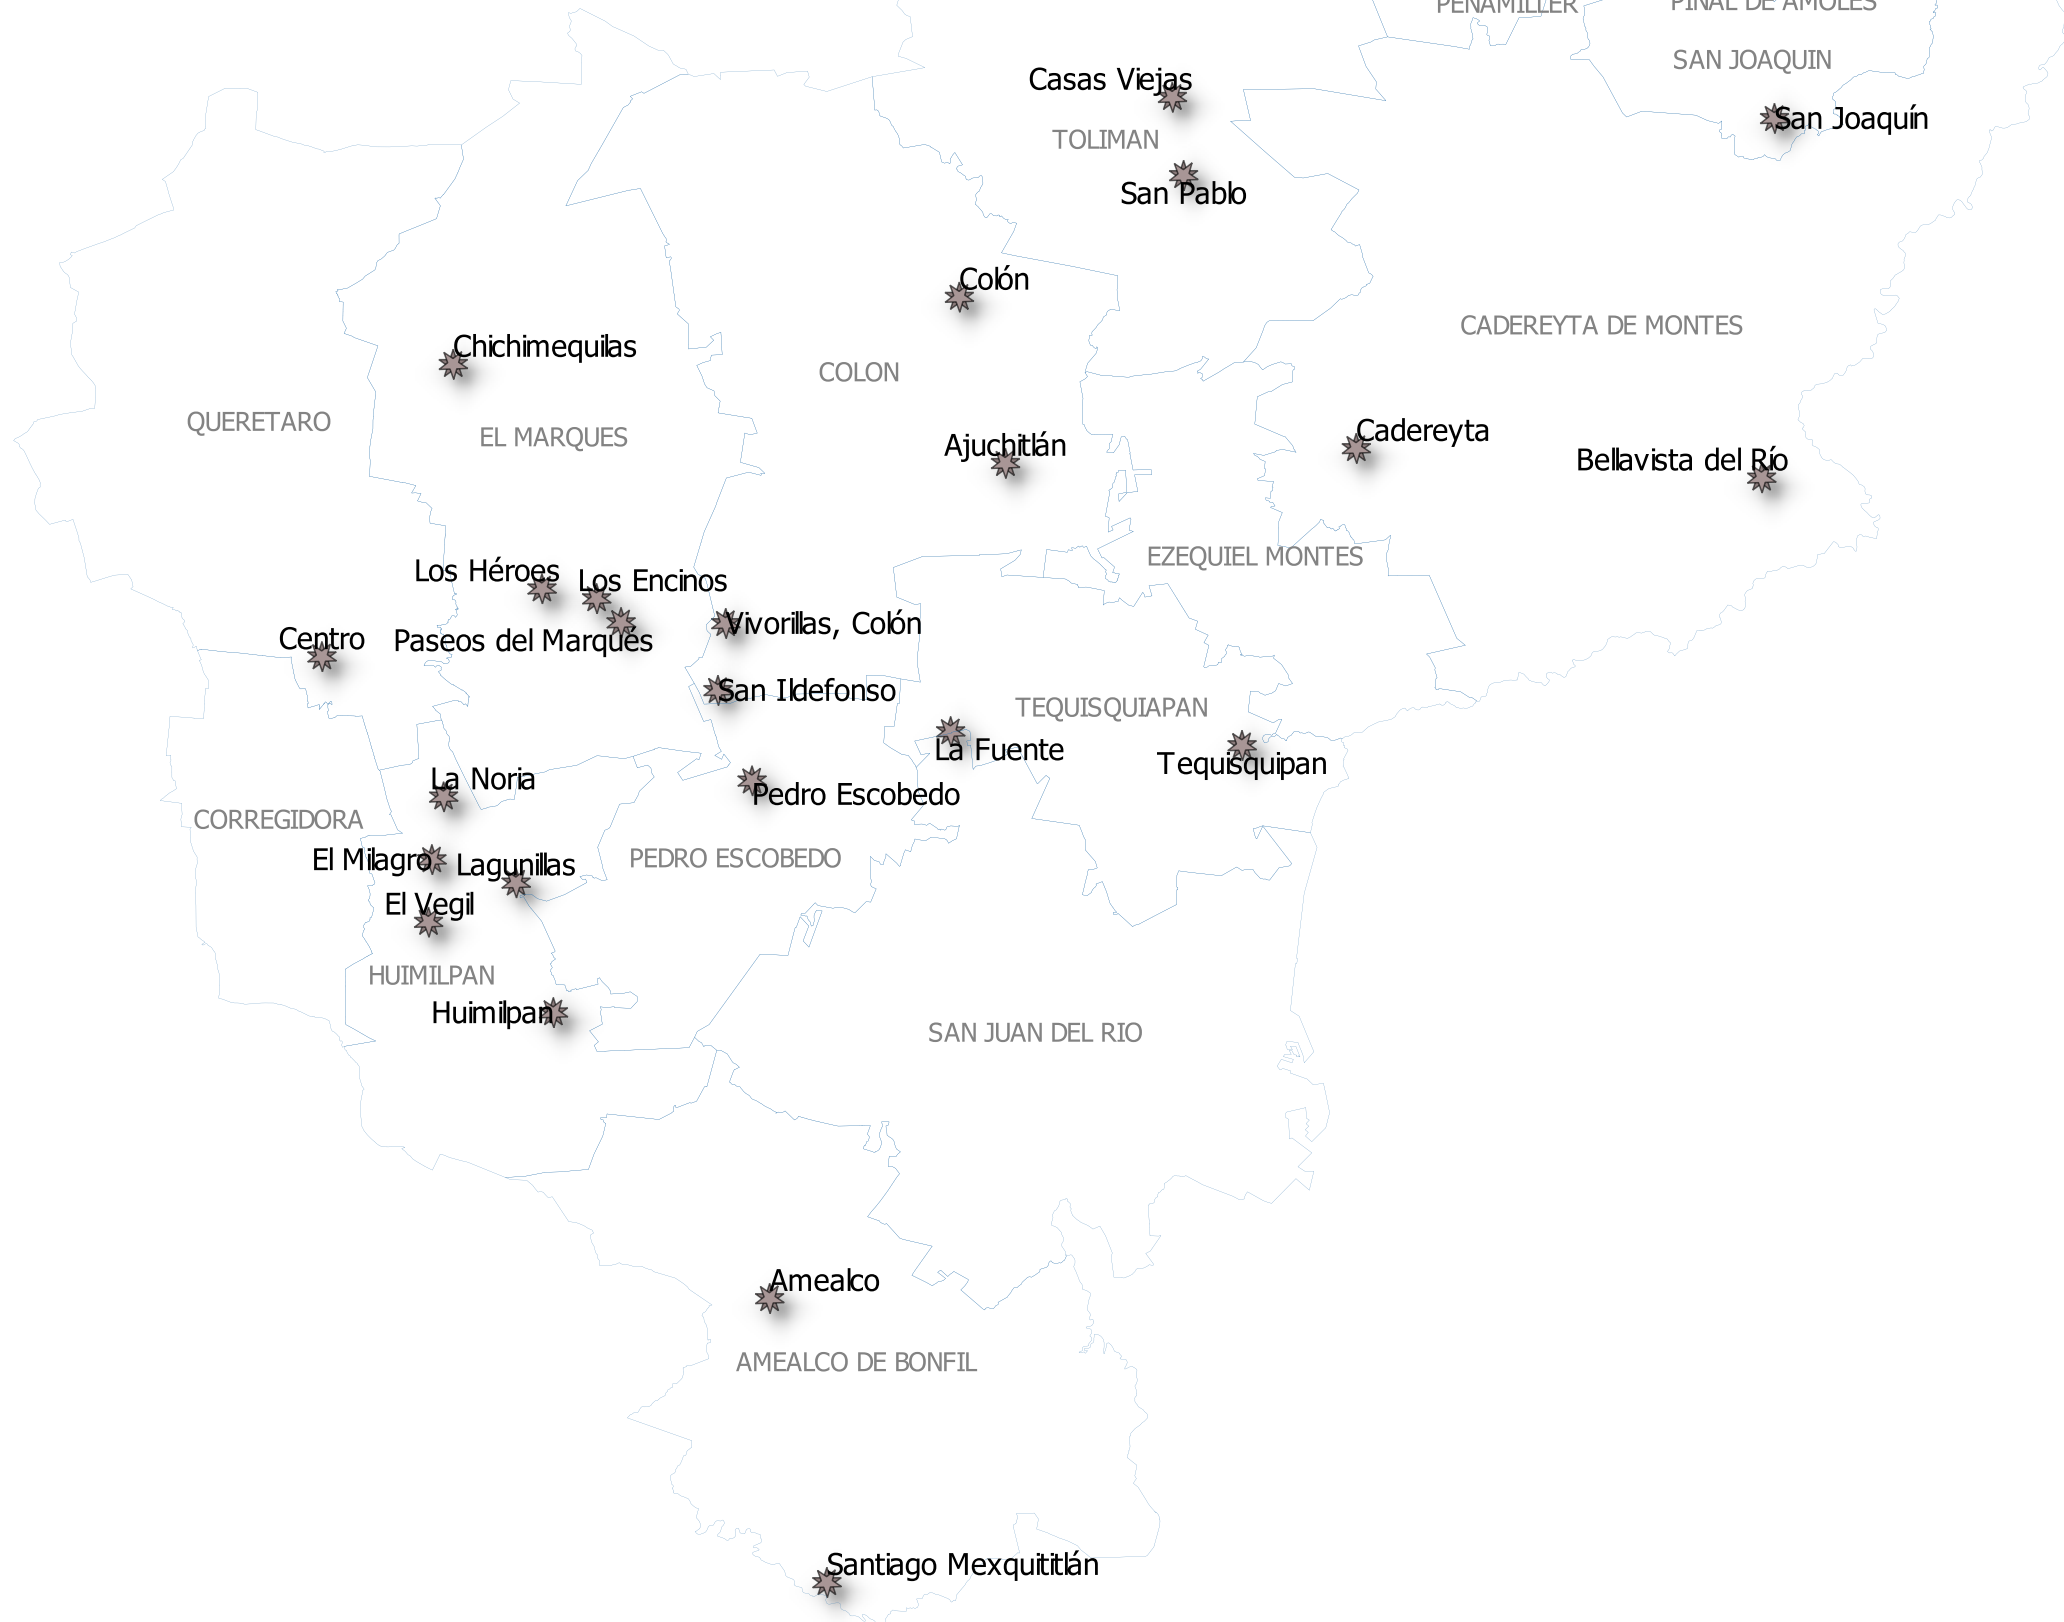 PEÑAMILLER
PINAL DE AMOLES
SAN JOAQUIN
Casas Viejas
San Joaquín
TOLIMAN
San Pablo
Colón
CADEREYTA DE MONTES
Chichimequilas
COLON
QUERETARO
EL MARQUES
Cadereyta
Ajuchitlán
Bellavista del Río
EZEQUIEL MONTES
Los Héroes
Los Encinos
Vivorillas, Colón
Centro
Paseos del Marqués
San Ildefonso
TEQUISQUIAPAN
La Fuente
Tequisquipan
La Noria
Pedro Escobedo
CORREGIDORA
El Milagro
Lagunillas
PEDRO ESCOBEDO
El Vegil
HUIMILPAN
Huimilpan
SAN JUAN DEL RIO
Amealco
AMEALCO DE BONFIL
Santiago Mexquititlán